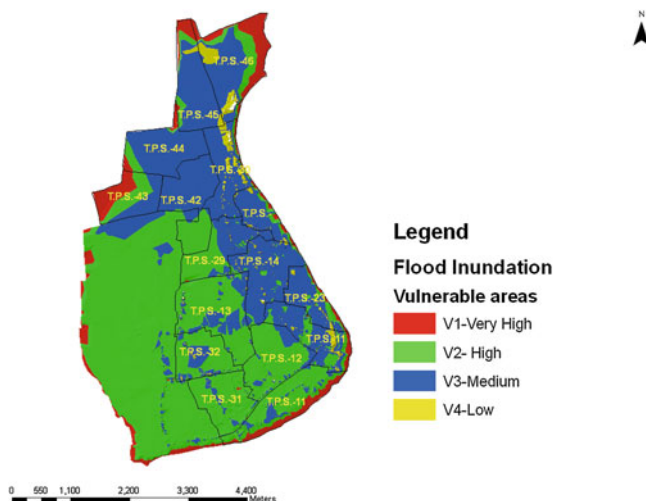 N
T.P.S.-46
T.P.S.-45
T.P.S.-44
T.P.S.-43
T.P.S.-42
T.P.S.-
T.P.S.-29
T.P.S.-14
T.P.S.-23
T.P.S.-13
T.P.S.-11
T.P.S.-32
T.P.S.-12
T.P.S.-31
T.P.S.-11
Legend
Flood Inundation
Vulnerable areas
V1-Very High
V2- High
V3-Medium
V4-Low
0 550 1,100 2,200 3,300 4,400
Meters